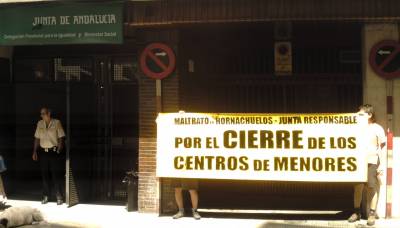 JUNTA DE ANDALUCIA
Delegación Provincial para la Igualdad y Bienestar Social
MALTRATO EN HORNACHUELOS - JUNTA RESPONSABLE
POR EL CIERRE DE LOS
CENTROS DE MENORES